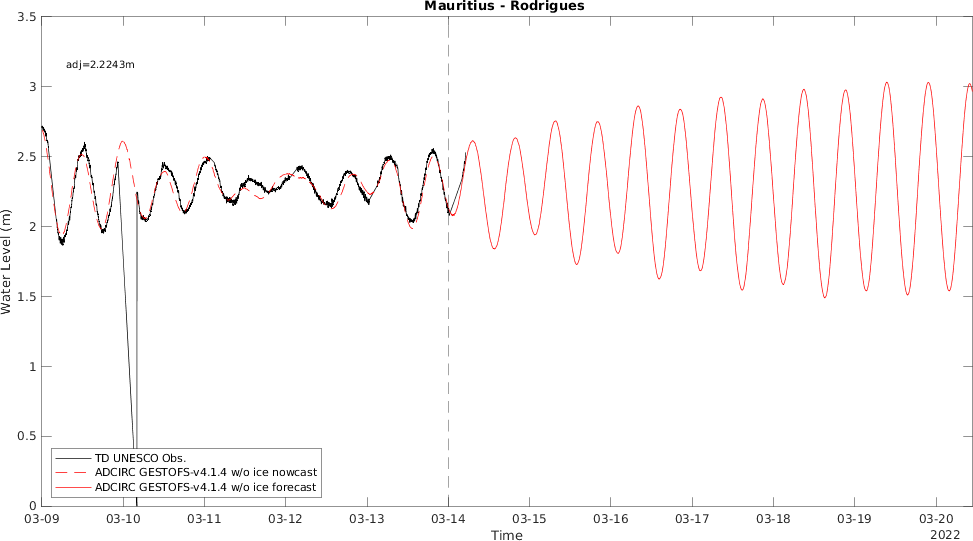 Mauritius - Rodrigues
3.5
adj=2.2243m
3
2.5
2
1.5
1
0.5
0
Water Level (m)
TD UNESCO Obs.
ADCIRC GESTOFS-v4.1.4 w/o ice nowcast
ADCIRC GESTOFS-v4.1.4 w/o ice forecast
03-09 03-10 03-11 03-12 03-13 03-14 03-15 03-16 03-17 03-18 03-19 03-20
Time
2022